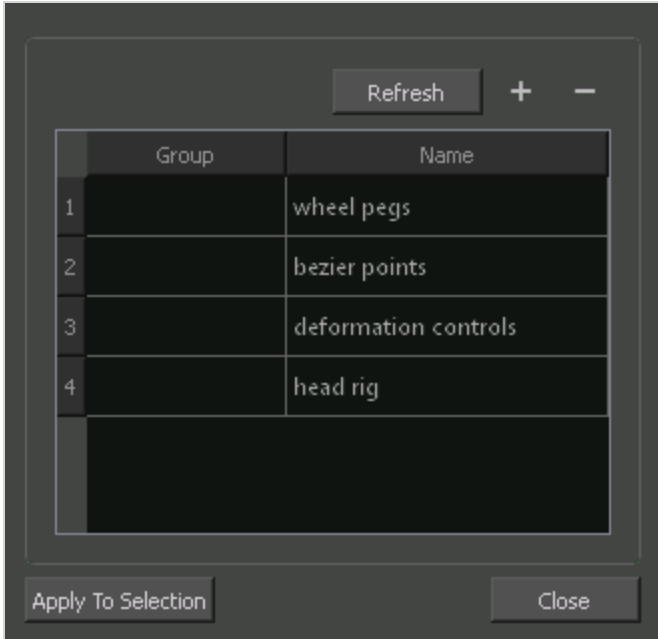 Refresh + −
Group Name
1 wheel pegs
2 bezier points
3 deformation controls
4 head rig
Apply To Selection Close